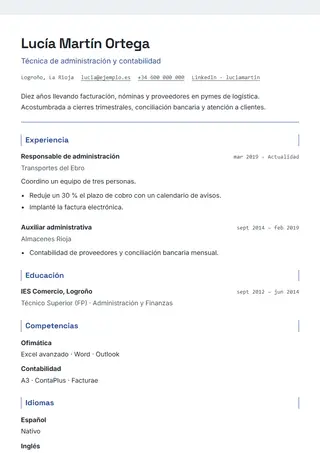 Lucía Martín Ortega
Técnica de administración y contabilidad
Logroño, La Rioja lucia@ejemplo.es +34 600 000 000 LinkedIn · luciamartin
Diez años llevando facturación, nóminas y proveedores en pymes de logística.
Acostumbrada a cierres trimestrales, conciliación bancaria y atención a clientes.
Experiencia
Responsable de administración mar 2019 – Actualidad
Transportes del Ebro
Coordino un equipo de tres personas.
• Reduje un 30 % el plazo de cobro con un calendario de avisos.
• Implanté la factura electrónica.
Auxiliar administrativa sept 2014 – feb 2019
Almacenes Rioja
• Contabilidad de proveedores y conciliación bancaria mensual.
Educación
IES Comercio, Logroño sept 2012 – jun 2014
Técnico Superior (FP) · Administración y Finanzas
Competencias
Ofimática
Excel avanzado · Word · Outlook
Contabilidad
A3 · ContaPlus · Facturae
Idiomas
Español
Nativo
Inglés